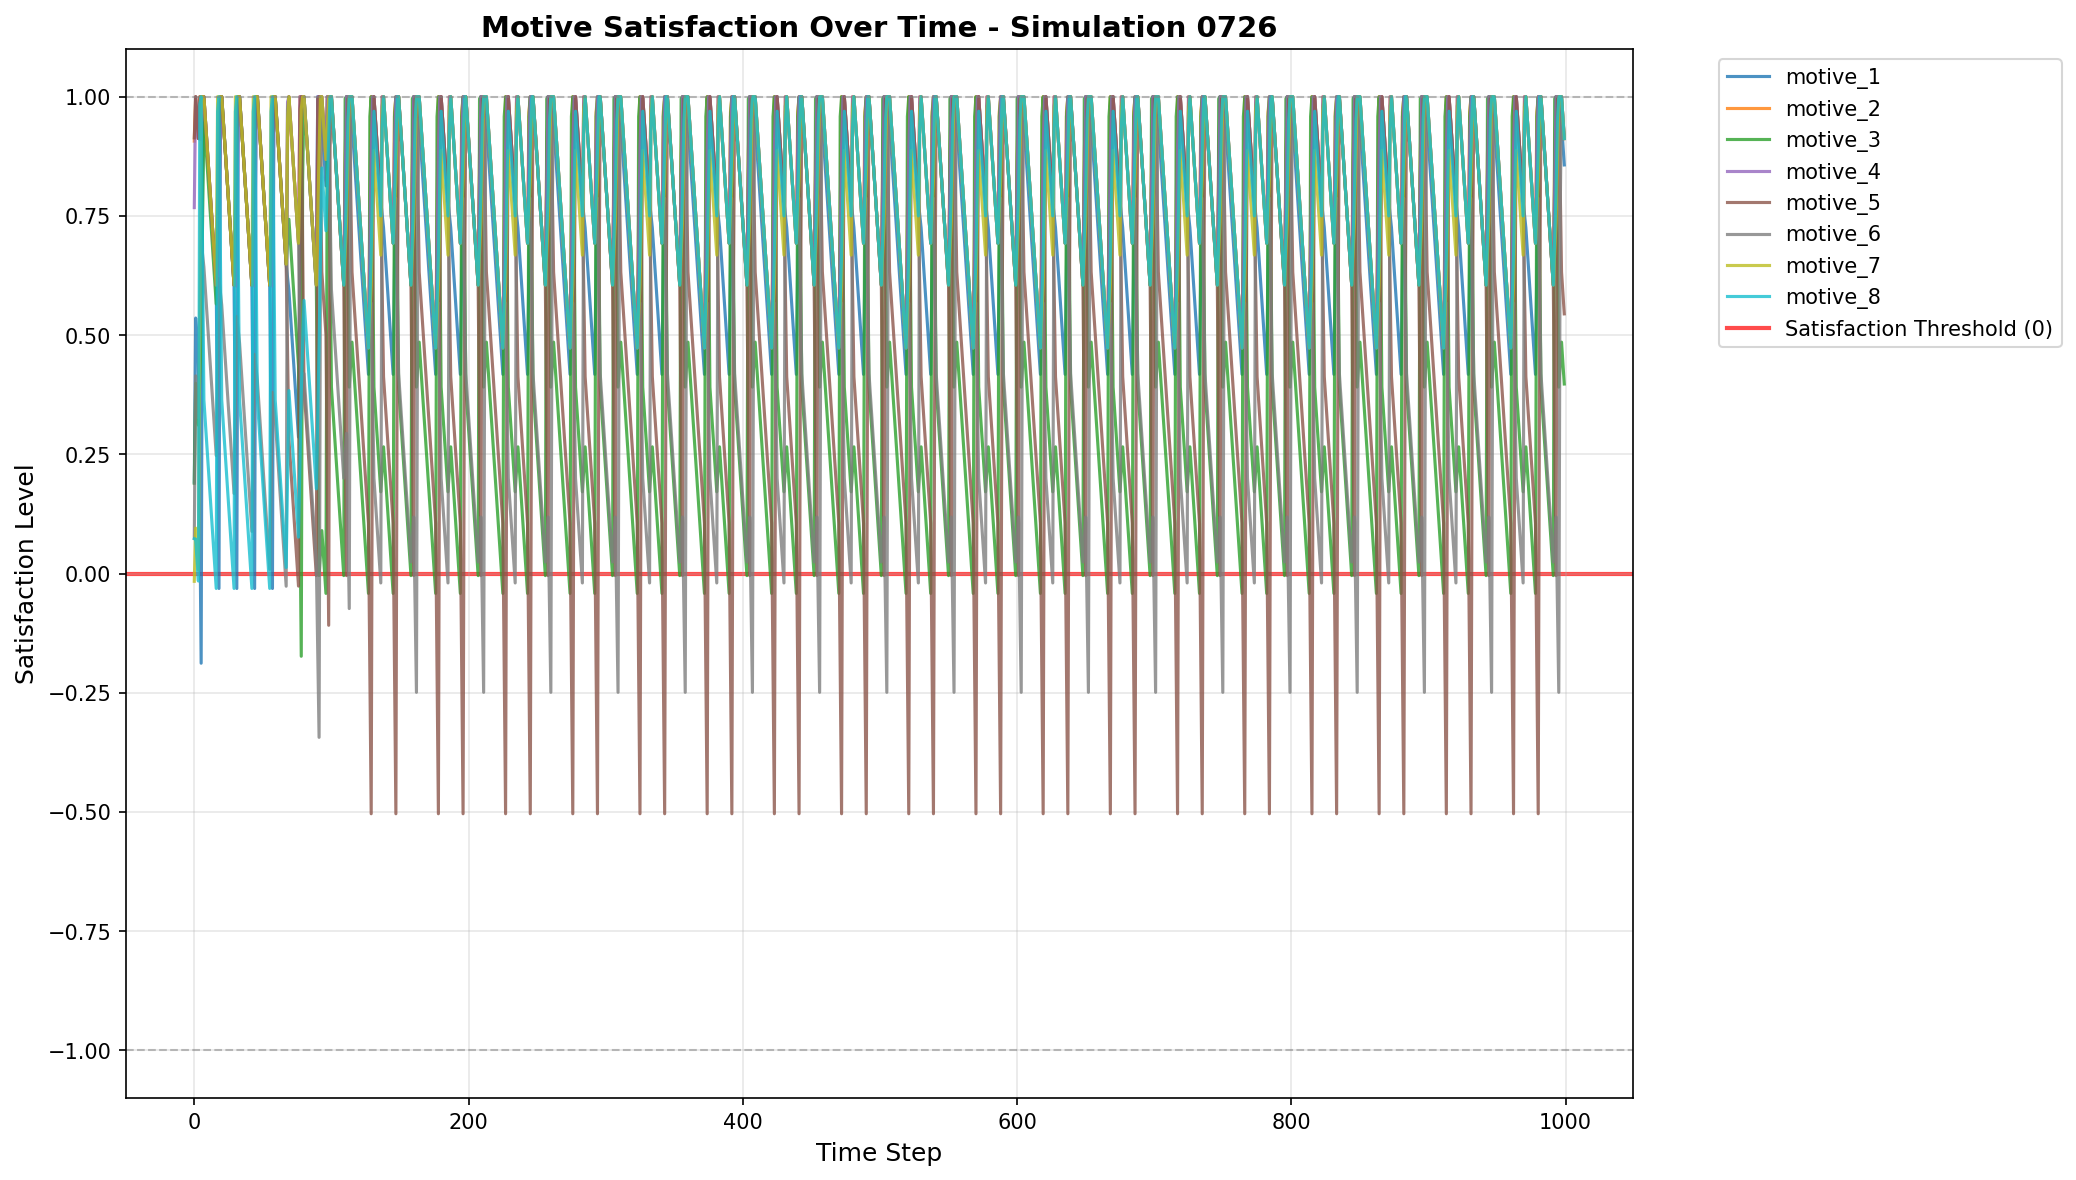 Motive Satisfaction Over Time - Simulation 0726
Satisfaction Level
1.00
0.75
0.50
0.25
0.00
−0.25
−0.50
−0.75
−1.00
0
200
400
600
800
1000
Time Step
motive_1
motive_2
motive_3
motive_4
motive_5
motive_6
motive_7
motive_8
Satisfaction Threshold (0)